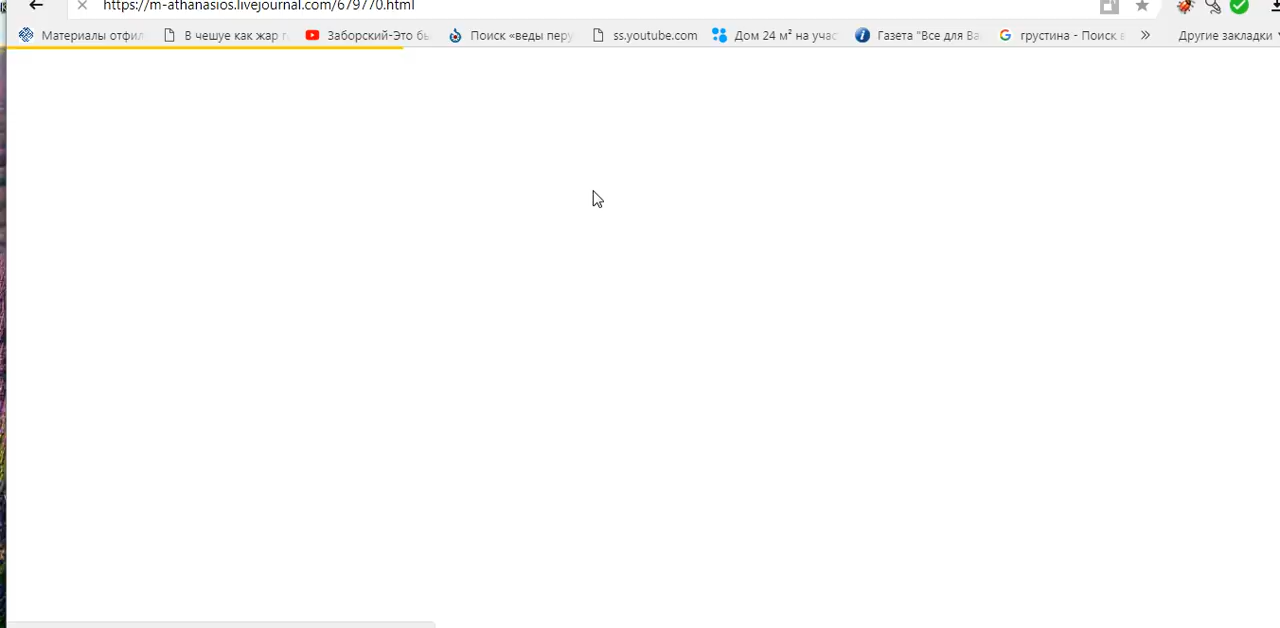 https://m-athanasios.livejournal.com/679770.html
Материалы отфил В чешуе как жар г Заборский-Это бы Поиск «веды перу ss.youtube.com Дом 24 м² на учас Газета "Все для Ва грустина - Поиск в » Другие закладки